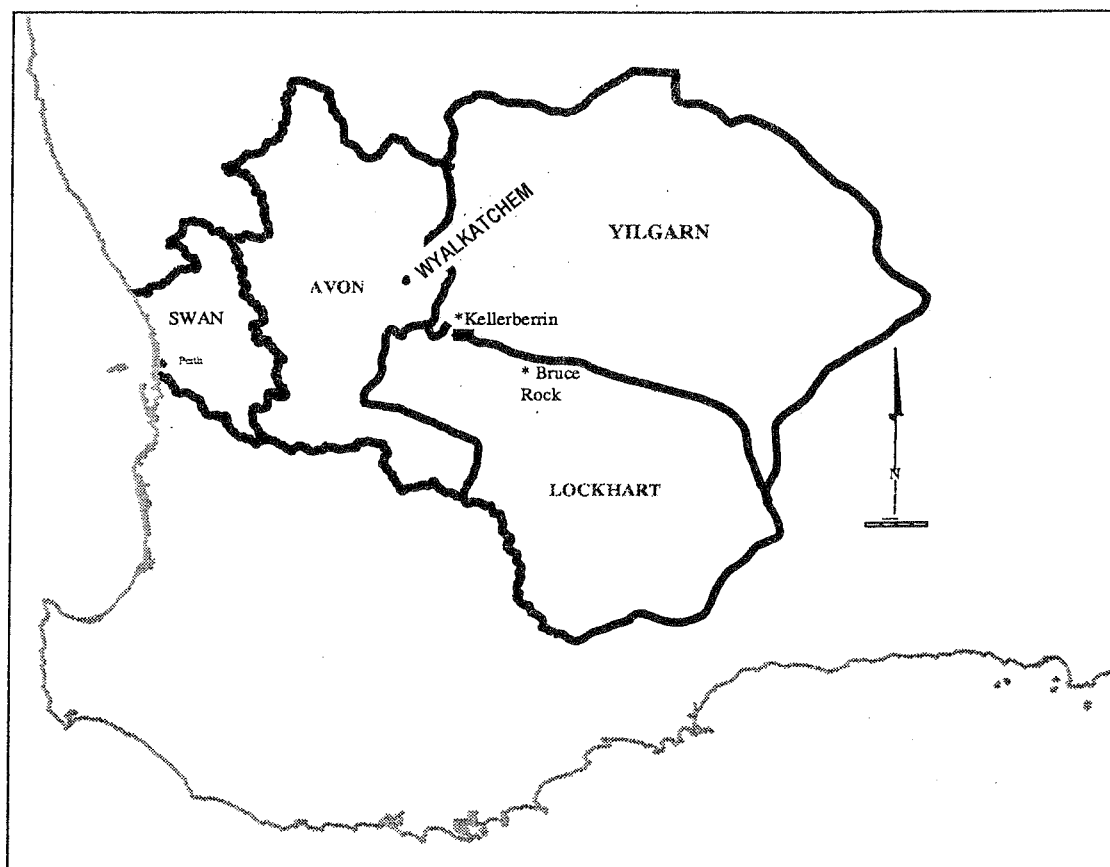 WYALKATCHEM
YILGARN
AVON
SWAN
*Kellerberrin
Perth
* Bruce
Rock
LOCKHART
N